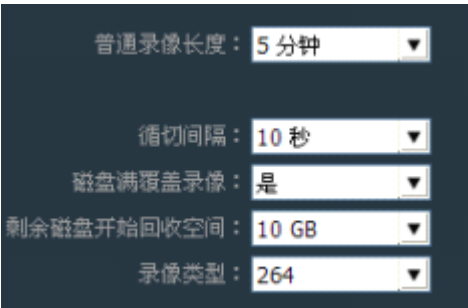 普通录像长度：5 分钟
循切间隔：10 秒
磁盘满覆盖录像：是
剩余磁盘开始回收空间：10 GB
录像类型：264